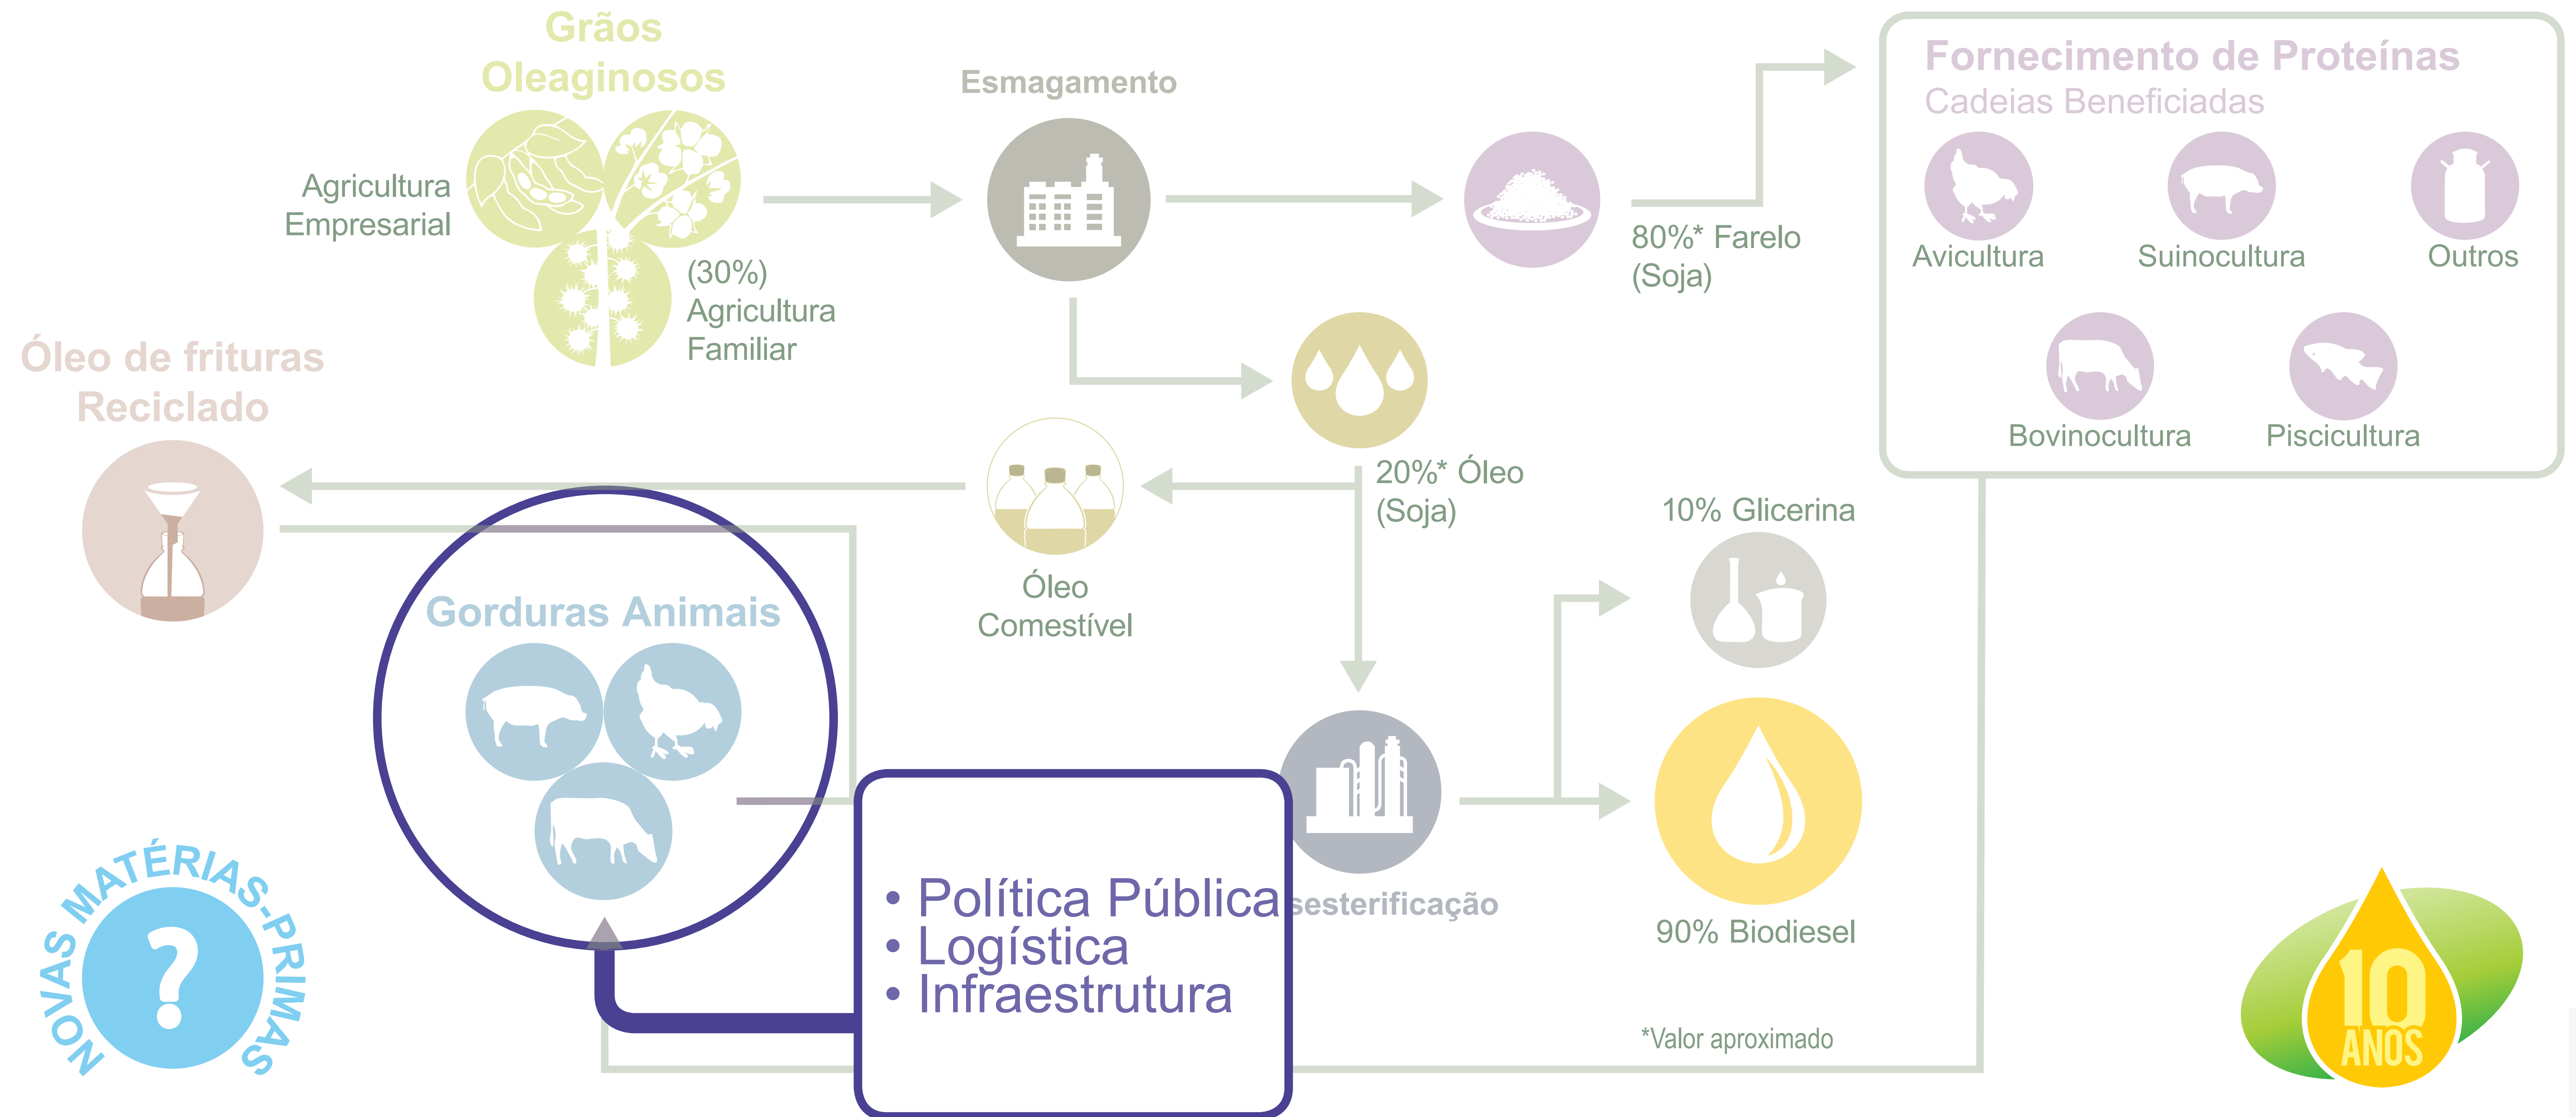 Grãos
Oleaginosos
Agricultura
Empresarial
(30%)
Agricultura
Familiar
Esmagamento
80%* Farelo
(Soja)
Fornecimento de Proteínas
Cadeias Beneficiadas
Avicultura
Suinocultura
Outros
Bovinocultura
Piscicultura
Óleo de frituras
Reciclado
20%* Óleo
(Soja)
Óleo
Comestível
10% Glicerina
Gorduras Animais
sesterificação
90% Biodiesel
• Política Pública
• Logística
• Infraestrutura
NOVAS MATÉRIAS-PRIMAS
?
*Valor aproximado
10
ANOS